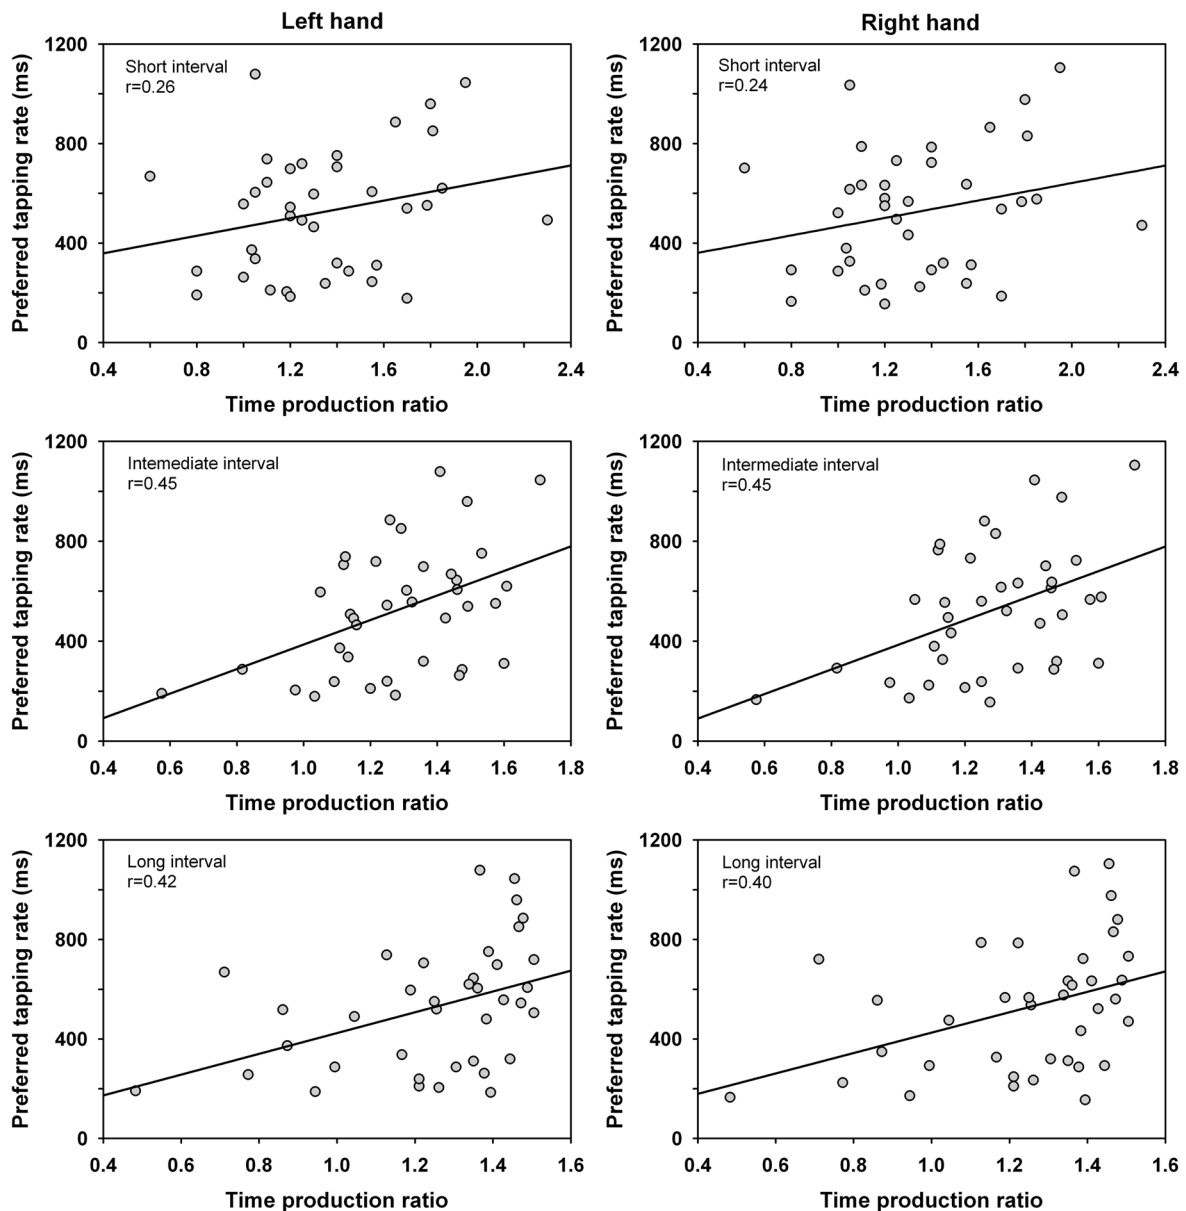 Left hand
Right hand
Preferred tapping rate (ms)
1200
800
400
0
Short interval
r=0.26
0.4 0.8 1.2 1.6 2.0 2.4
Time production ratio
Preferred tapping rate (ms)
1200
800
400
0
Short interval
r=0.24
0.4 0.8 1.2 1.6 2.0 2.4
Time production ratio
Preferred tapping rate (ms)
1200
800
400
0
Intemediate interval
r=0.45
0.4 0.6 0.8 1.0 1.2 1.4 1.6 1.8
Time production ratio
Preferred tapping rate (ms)
1200
800
400
0
Intermediate interval
r=0.45
0.4 0.6 0.8 1.0 1.2 1.4 1.6 1.8
Time production ratio
Preferred tapping rate (ms)
1200
800
400
0
Long interval
r=0.42
0.4 0.6 0.8 1.0 1.2 1.4 1.6
Time production ratio
Preferred tapping rate (ms)
1200
800
400
0
Long interval
r=0.40
0.4 0.6 0.8 1.0 1.2 1.4 1.6
Time production ratio